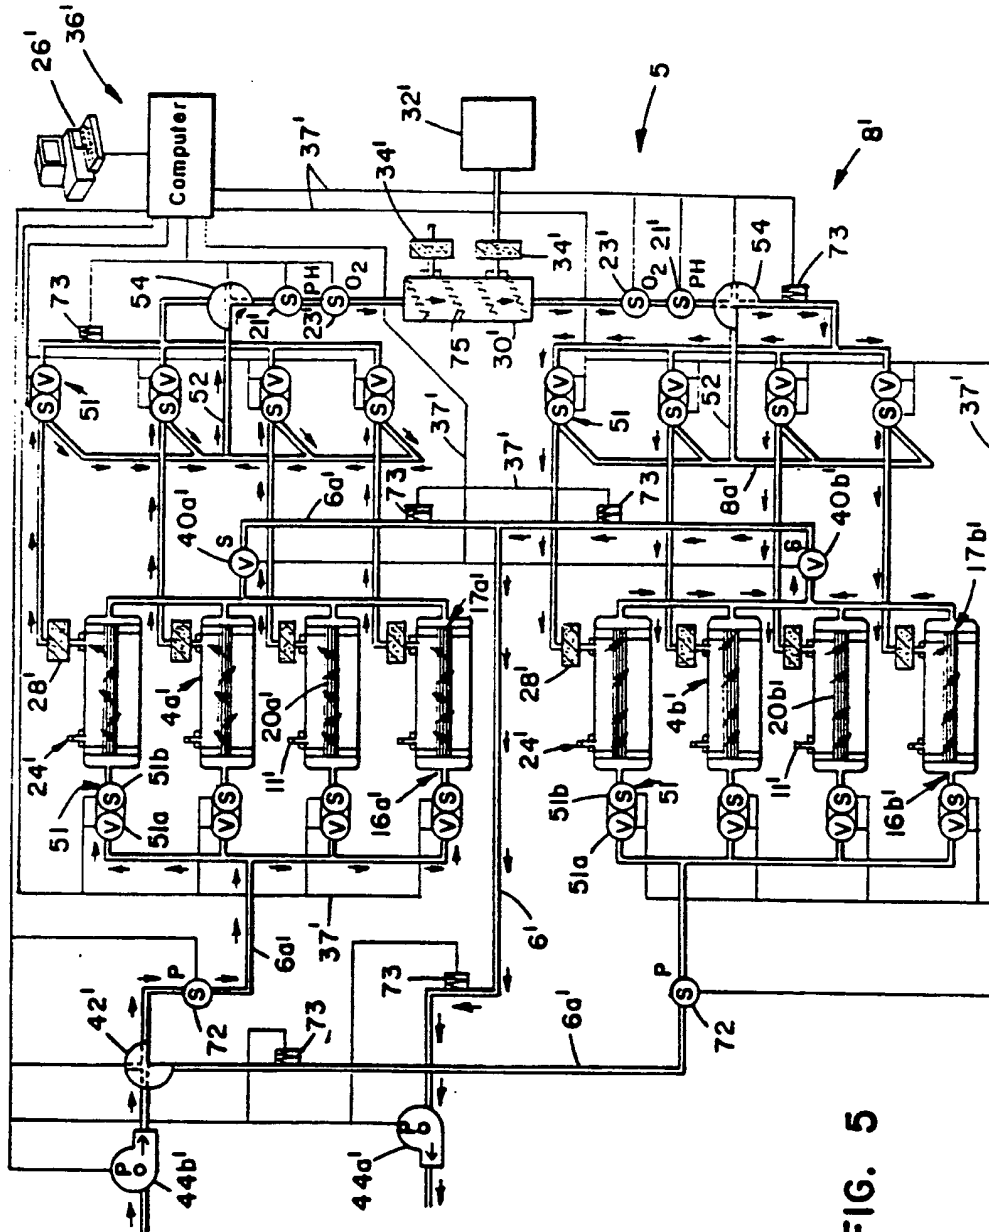 26'
36'
Computer
37'
32'
5
8'
34'
34'
73
54
21'
PH
23'
O2
S
S
75
30'
23'
O2
21'
PH
S
S
54
73
51
V
S
V
S
V
S
V
S
52
37'
51
V
S
V
S
V
S
V
S
52
37'
8a'
40a'
S
V
6a'
73
37'
73
40b'
S
V
28'
24'
4a'
20a'
11'
17a'
16a'
28'
24'
4b'
20b'
11'
17b'
16b'
51
51b
51a
S
V
S
V
S
V
S
V
37'
51b
51
51a
S
V
S
V
S
V
S
V
6a'
6'
73
P
S
72
42'
73
6a'
P
S
72
P
44b'
P
44a'
FIG. 5